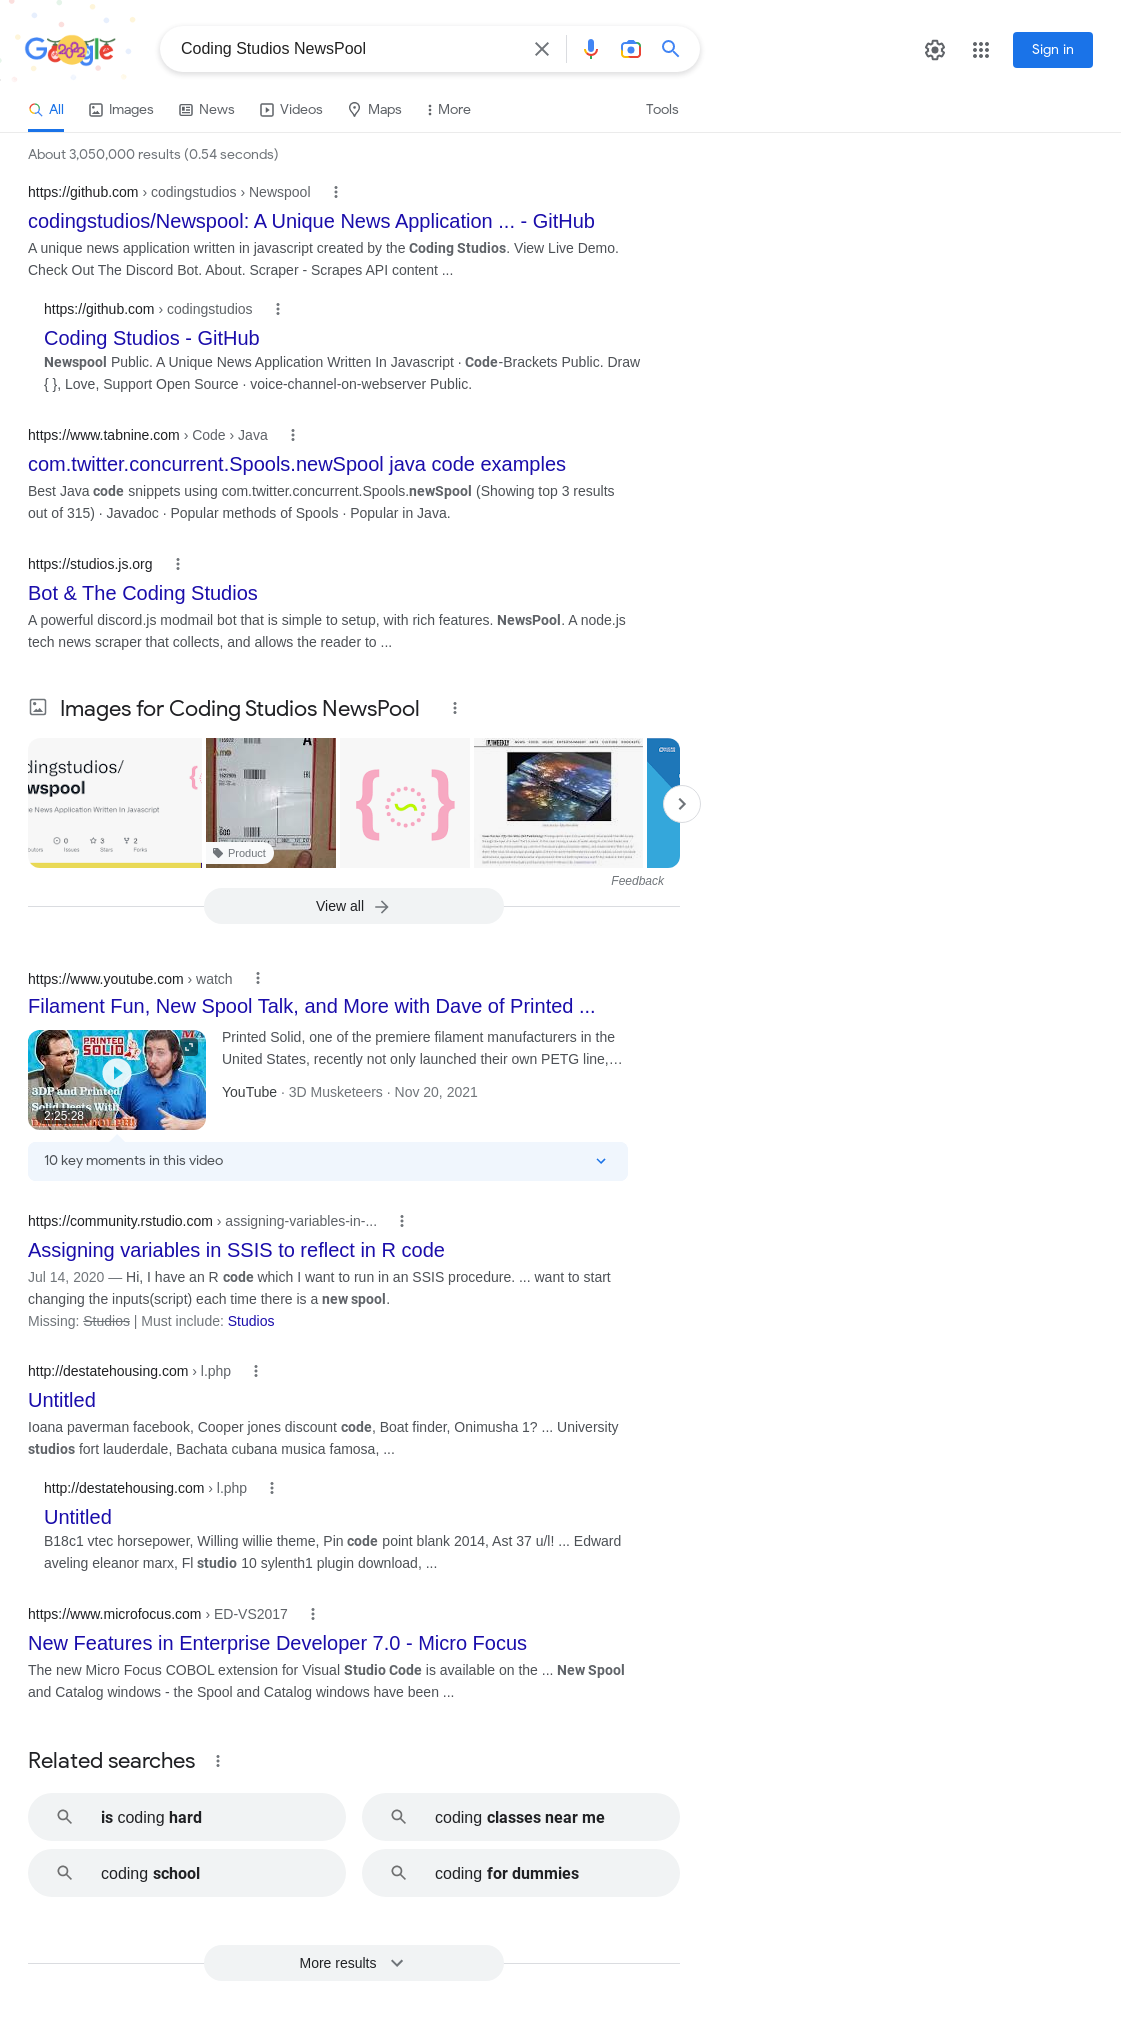 Google
Coding Studios NewsPool
Sign in
All Images News Videos Maps More Tools
About 3,050,000 results (0.54 seconds)
https://github.com › codingstudios › Newspool
codingstudios/Newspool: A Unique News Application ... - GitHub
A unique news application written in javascript created by the Coding Studios. View Live Demo.
Check Out The Discord Bot. About. Scraper - Scrapes API content ...
https://github.com › codingstudios
Coding Studios - GitHub
Newspool Public. A Unique News Application Written In Javascript · Code-Brackets Public. Draw
{ }, Love, Support Open Source · voice-channel-on-webserver Public.
https://www.tabnine.com › Code › Java
com.twitter.concurrent.Spools.newSpool java code examples
Best Java code snippets using com.twitter.concurrent.Spools.newSpool (Showing top 3 results
out of 315) · Javadoc · Popular methods of Spools · Popular in Java.
https://studios.js.org
Bot & The Coding Studios
A powerful discord.js modmail bot that is simple to setup, with rich features. NewsPool. A node.js
tech news scraper that collects, and allows the reader to ...
Images for Coding Studios NewsPool
dingstudios/
wspool
e News Application Written In Javascript
0 3 2
Issues Stars Forks
Product
Feedback
View all
https://www.youtube.com › watch
Filament Fun, New Spool Talk, and More with Dave of Printed ...
PRINTED
SOLID
3DP and Printed
Solid Deets With
2:25:28
Printed Solid, one of the premiere filament manufacturers in the
United States, recently not only launched their own PETG line,...
YouTube · 3D Musketeers · Nov 20, 2021
10 key moments in this video
https://community.rstudio.com › assigning-variables-in-...
Assigning variables in SSIS to reflect in R code
Jul 14, 2020 — Hi, I have an R code which I want to run in an SSIS procedure. ... want to start
changing the inputs(script) each time there is a new spool.
Missing: Studios | Must include: Studios
http://destatehousing.com › l.php
Untitled
Ioana paverman facebook, Cooper jones discount code, Boat finder, Onimusha 1? ... University
studios fort lauderdale, Bachata cubana musica famosa, ...
http://destatehousing.com › l.php
Untitled
B18c1 vtec horsepower, Willing willie theme, Pin code point blank 2014, Ast 37 u/l! ... Edward
aveling eleanor marx, Fl studio 10 sylenth1 plugin download, ...
https://www.microfocus.com › ED-VS2017
New Features in Enterprise Developer 7.0 - Micro Focus
The new Micro Focus COBOL extension for Visual Studio Code is available on the ... New Spool
and Catalog windows - the Spool and Catalog windows have been ...
Related searches
is coding hard
coding classes near me
coding school
coding for dummies
More results